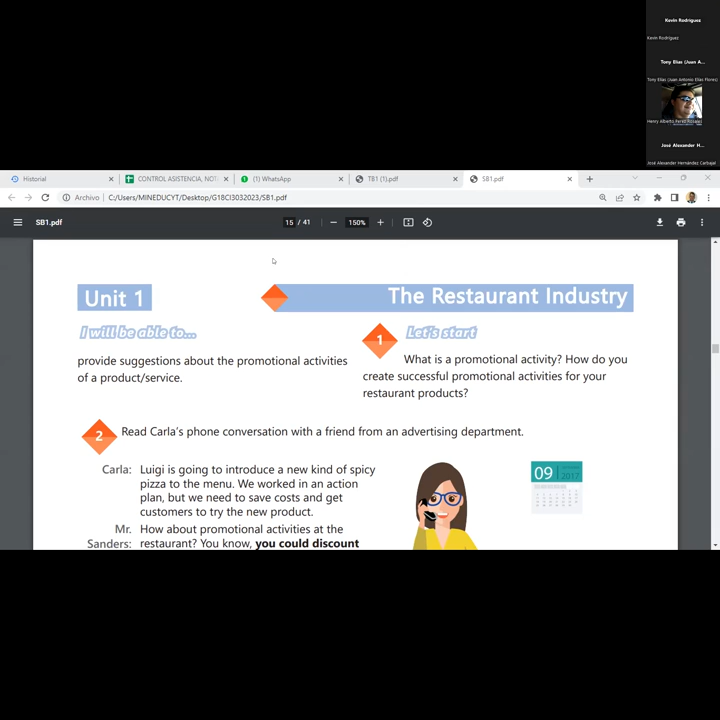 Kevin Rodriguez
Kevin Rodriguez
Tony Elias (Juan A...
Tony Elias (Juan Antonio Elias Flores)
Henry Alberto Perez Rosales
José Alexander H...
José Alexander Hernández Carbajal
Historial
CONTROL ASISTENCIA, NOT
(1) WhatsApp
TB1 (1).pdf
SB1.pdf
Archivo
C:/Users/MINEDUCYT/Desktop/G18CI3032023/SB1.pdf
SB1.pdf
15 / 41
150%
Unit 1
The Restaurant Industry
I will be able to...
Let's start
provide suggestions about the promotional activities
of a product/service.
1
What is a promotional activity? How do you
create successful promotional activities for your
restaurant products?
2
Read Carla's phone conversation with a friend from an advertising department.
Carla: Luigi is going to introduce a new kind of spicy
pizza to the menu. We worked in an action
plan, but we need to save costs and get
customers to try the new product.
Mr. How about promotional activities at the
Sanders: restaurant? You know, you could discount
09
2017